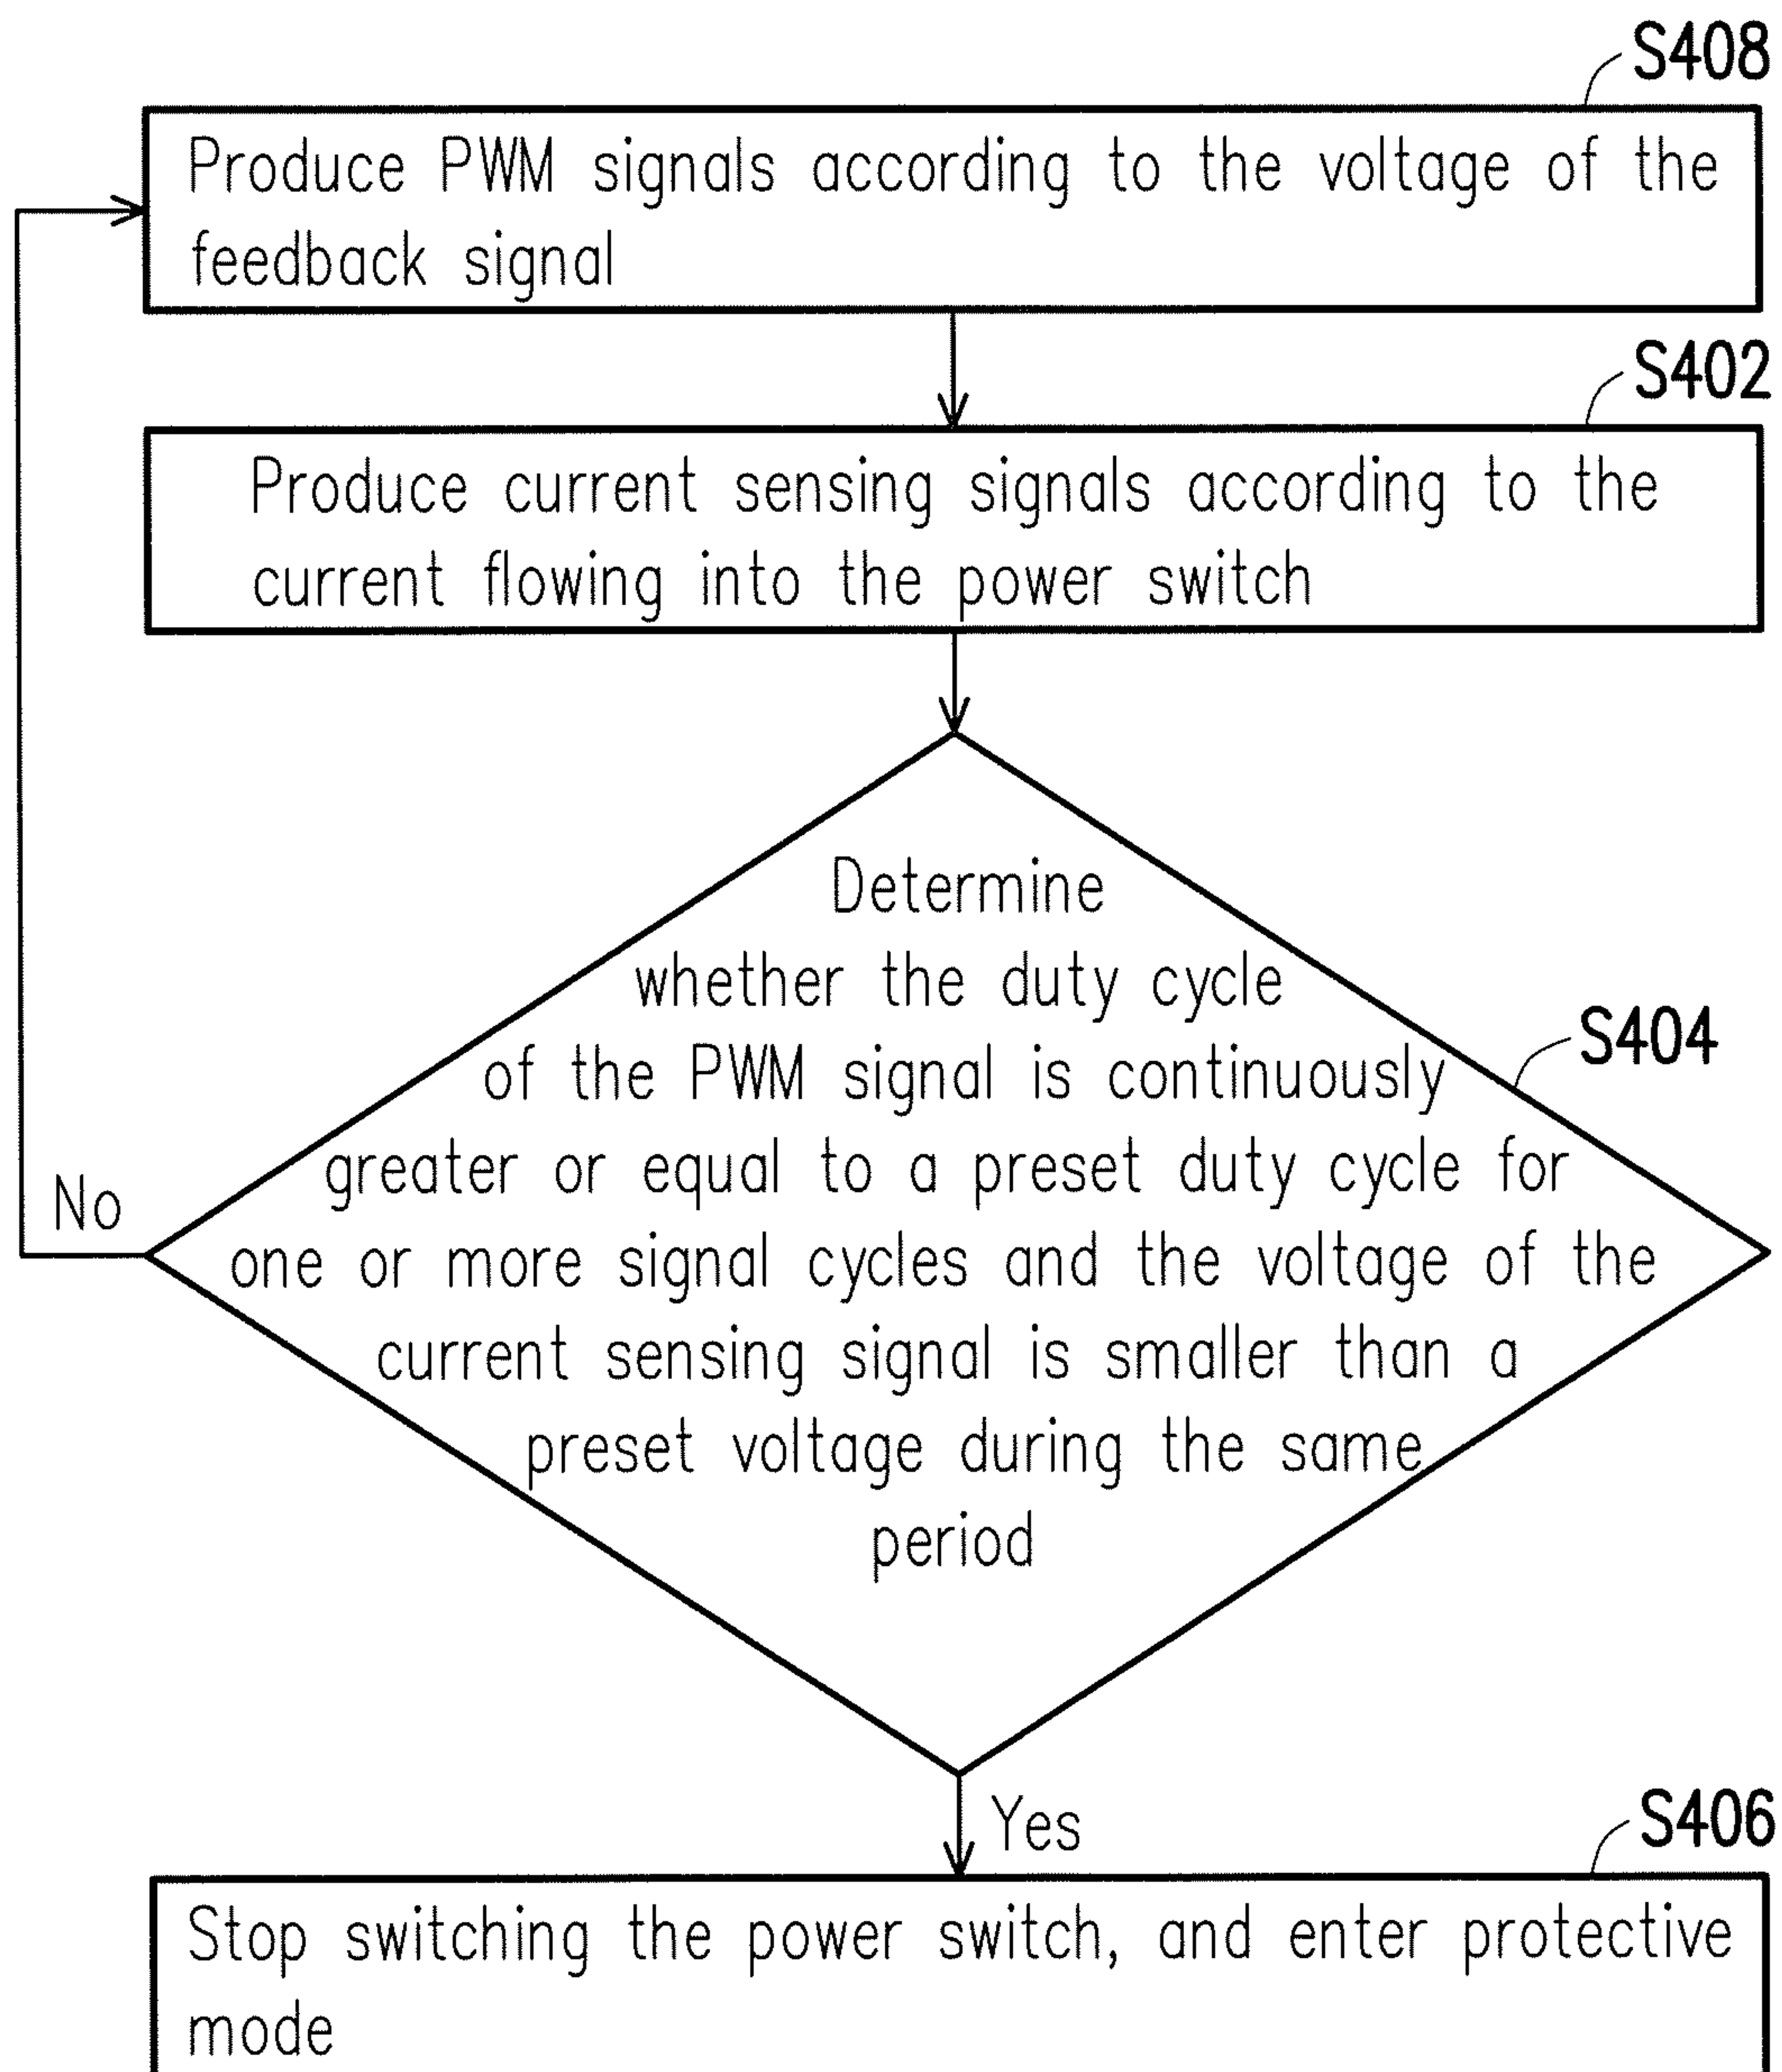 S408
Produce PWM signals according to the voltage of the
feedback signal
S402
Produce current sensing signals according to the
current flowing into the power switch
Determine
whether the duty cycle
of the PWM signal is continuously
S404
greater or equal to a preset duty cycle for
No
one or more signal cycles and the voltage of the
current sensing signal is smaller than a
preset voltage during the same
period
Yes
S406
Stop switching the power switch, and enter protective
mode